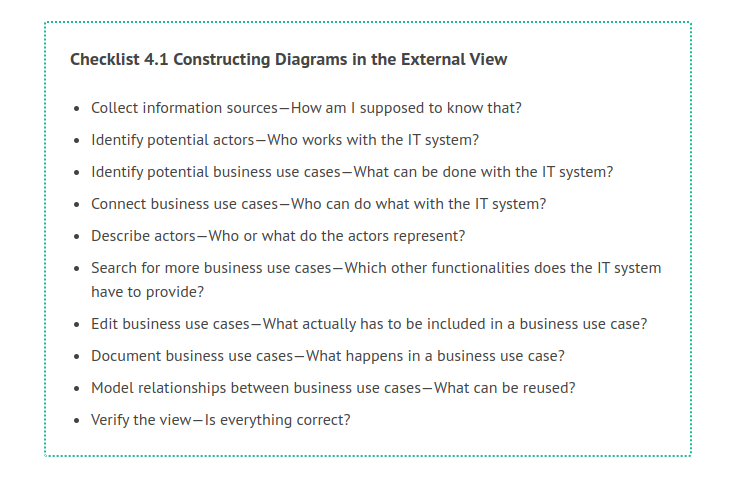 Checklist 4.1 Constructing Diagrams in the External View
• Collect information sources—How am I supposed to know that?
• Identify potential actors—Who works with the IT system?
• Identify potential business use cases—What can be done with the IT system?
• Connect business use cases—Who can do what with the IT system?
• Describe actors—Who or what do the actors represent?
• Search for more business use cases—Which other functionalities does the IT system
have to provide?
• Edit business use cases—What actually has to be included in a business use case?
• Document business use cases—What happens in a business use case?
• Model relationships between business use cases—What can be reused?
• Verify the view—Is everything correct?